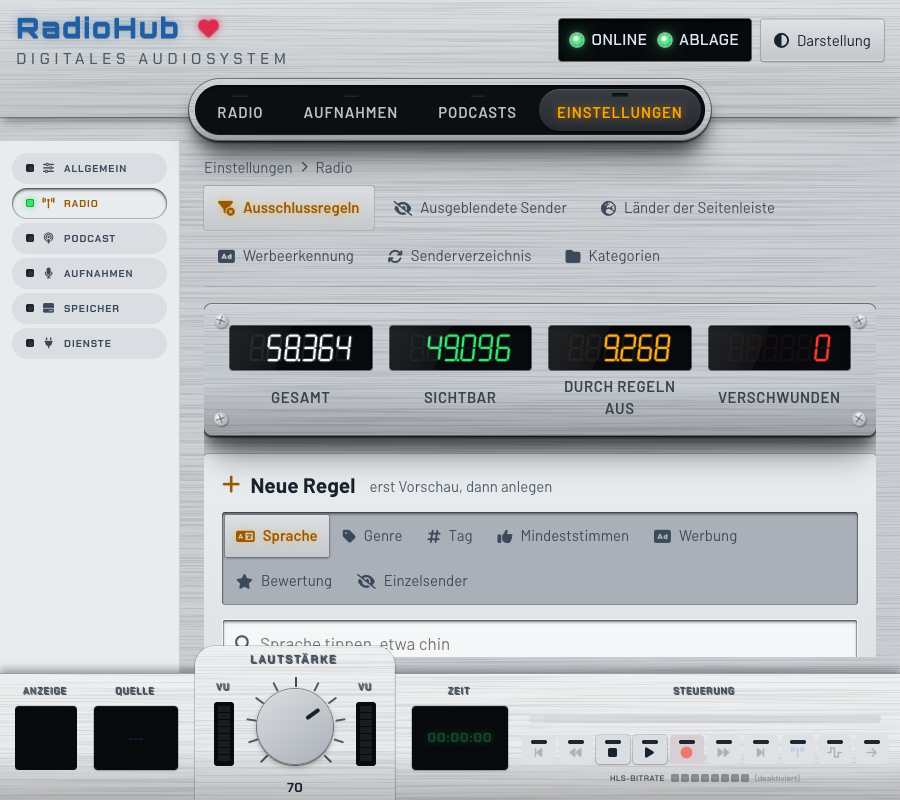 RadioHub
DIGITALES AUDIOSYSTEM
ONLINE ABLAGE
Darstellung
RADIO AUFNAHMEN PODCASTS EINSTELLUNGEN
ALLGEMEIN
RADIO
PODCAST
AUFNAHMEN
SPEICHER
DIENSTE
Einstellungen > Radio
Ausschlussregeln Ausgeblendete Sender Länder der Seitenleiste
Werbeerkennung Senderverzeichnis Kategorien
58.364 49.096 9.268 0
GESAMT SICHTBAR DURCH REGELN AUS VERSCHWUNDEN
Neue Regel erst Vorschau, dann anlegen
Sprache Genre # Tag Mindeststimmen Ad Werbung
Bewertung Einzelsender
Sprache tippen, etwa chin
ANZEIGE QUELLE
LAUTSTÄRKE
VU VU
70
ZEIT
00:00:00
STEUERUNG
HLS-BITRATE (deaktiviert)